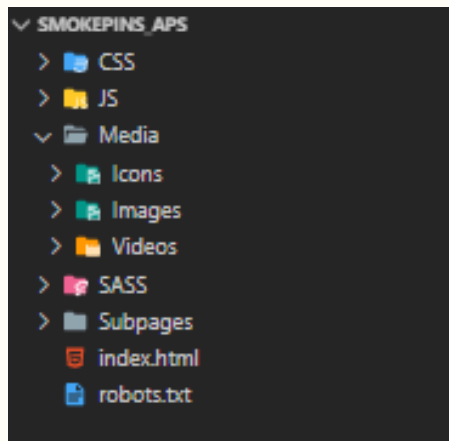 SMOKEPINS_APS
CSS
JS
Media
Icons
Images
Videos
SASS
Subpages
index.html
robots.txt